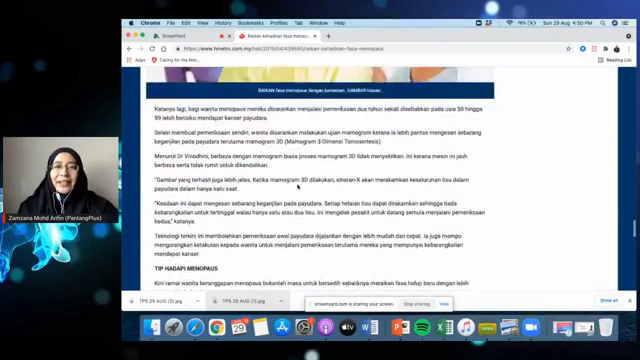 Chrome File Edit View History Bookmarks Profiles Tab Window Help
78% Sun 29 Aug 4:50 PM
StreamYard
Raikan kehadiran fasa menopaus
https://www.hmetro.com.my/hati/2019/04/439595/raikan-kehadiran-fasa-menopaus
Apps Caring for the Mo... Reading List
RAIKAN fasa menopaus dengan berkesan. GAMBAR hiasan.
Katanya lagi, bagi wanita menopaus mereka disarankan menjalani pemeriksaan dua tahun sekali disebabkan pada usia 50 hingga
59 lebih berisiko mendapat kanser payudara.
Selain membuat pemeriksaan sendiri, wanita disarankan melakukan ujian mamogram kerana ia lebih pantas mengesan sebarang
keganjilan pada payudara terutama mamogram 3D (Mamogram 3-Dimensi Tomosintesis).
Menurut Dr Vinodhini, berbeza dengan mamogram biasa proses mamogram 3D tidak menyakitkan. Ini kerana mesin ini jauh
berbeza serta tidak rumit untuk dikendalikan.
"Gambar yang terhasil juga lebih jelas. Ketika mamogram 3D dilakukan, sinaran-X akan merakamkan keseluruhan tisu dalam
payudara dalam hanya satu saat.
"Keadaan ini dapat mengesan sebarang keganjilan pada payudara. Setiap helaian tisu dapat dirakamkan sehingga tiada
kebarangkalian untuk tertinggal walau hanya satu atau dua tisu. Ini mengelak pesakit untuk datang semula menjalani pemeriksaan
kedua," katanya.
Teknologi terkini ini membolehkan pemeriksaan awal payudara dijalankan dengan lebih mudah dan cepat. Ia juga mampu
mengurangkan ketakutan kepada wanita untuk menjalani pemeriksaan terutama mereka yang mempunyai kebarangkalian
mendapat kanser.
TIP HADAPI MENOPAUS
Kini ramai wanita beranggapan menopaus bukanlah masa untuk bersedih sebaliknya meraikan fasa hidup baru dengan lebih
Zamzana Mohd Arifin (PantangPlus)
TPS 29 AUG (2).jpg
TPS 29 AUG (1).jpg
streamyard.com is sharing your screen. Stop sharing
Show all